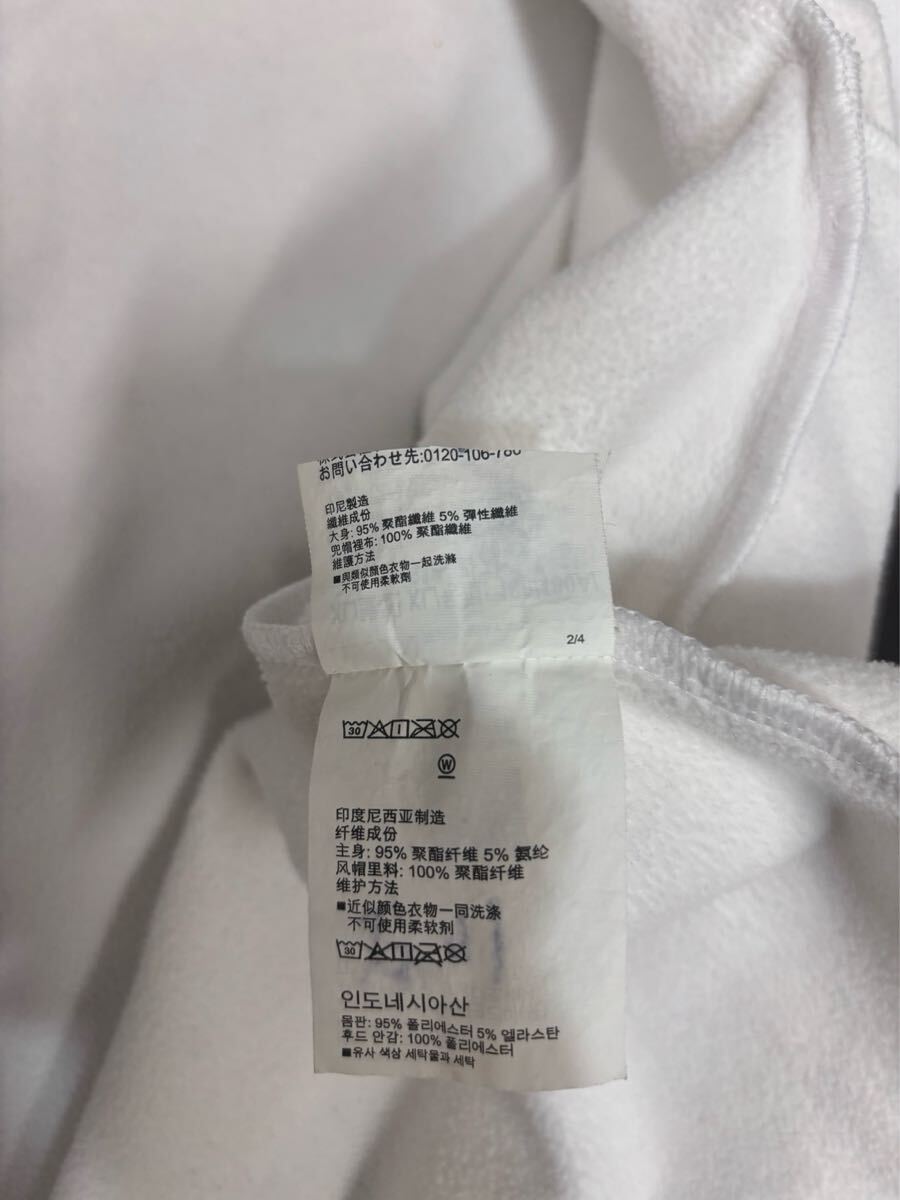 お問い合わせ先:0120-106-780
印尼製造
纖維成份
大身: 95% 聚酯纖維 5% 彈性纖維
兜帽裡布: 100% 聚酯纖維
維護方法
■與類似顏色衣物一起洗滌
不可使用柔軟劑
2/4
30
W
印度尼西亚制造
纤维成份
主身: 95% 聚酯纤维 5% 氨纶
风帽里料: 100% 聚酯纤维
维护方法
■近似颜色衣物一同洗涤
不可使用柔软剂
30
인도네시아산
몸판: 95% 폴리에스터 5% 엘라스탄
후드 안감: 100% 폴리에스터
■유사 색상 세탁물과 세탁